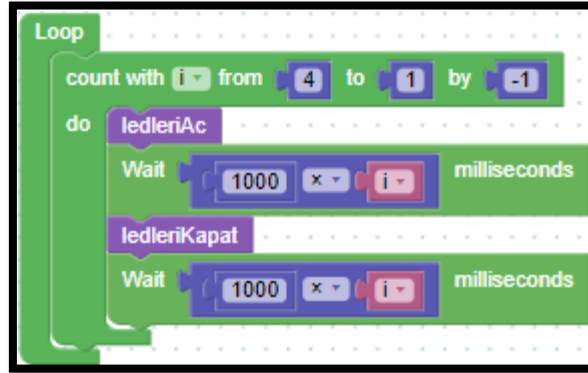 Loop
count with i from 4 to 1 by -1
do ledleriAc
Wait 1000 × i milliseconds
ledleriKapat
Wait 1000 × i milliseconds